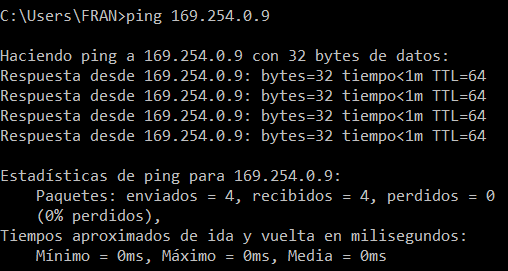 C:\Users\FRAN>ping 169.254.0.9
Haciendo ping a 169.254.0.9 con 32 bytes de datos:
Respuesta desde 169.254.0.9: bytes=32 tiempo<1m TTL=64
Respuesta desde 169.254.0.9: bytes=32 tiempo<1m TTL=64
Respuesta desde 169.254.0.9: bytes=32 tiempo<1m TTL=64
Respuesta desde 169.254.0.9: bytes=32 tiempo<1m TTL=64
Estadísticas de ping para 169.254.0.9:
    Paquetes: enviados = 4, recibidos = 4, perdidos = 0
    (0% perdidos),
Tiempos aproximados de ida y vuelta en milisegundos:
    Mínimo = 0ms, Máximo = 0ms, Media = 0ms